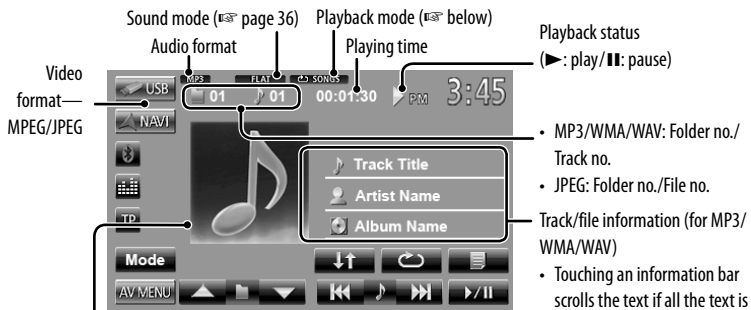 Sound mode (☞ page 36)
Playback mode (☞ below)
Audio format
Playing time
Playback status
(►: play/⏸: pause)
Video
format—
MPEG/JPEG
USB
MP3
FLAT
SONGS
01
01
00:01:30
PM
3:45
NAVI
• MP3/WMA/WAV: Folder no./
Track no.
• JPEG: Folder no./File no.
Track Title
Artist Name
Album Name
TP
Track/file information (for MP3/
WMA/WAV)
• Touching an information bar
scrolls the text if all the text is
Mode
AV MENU